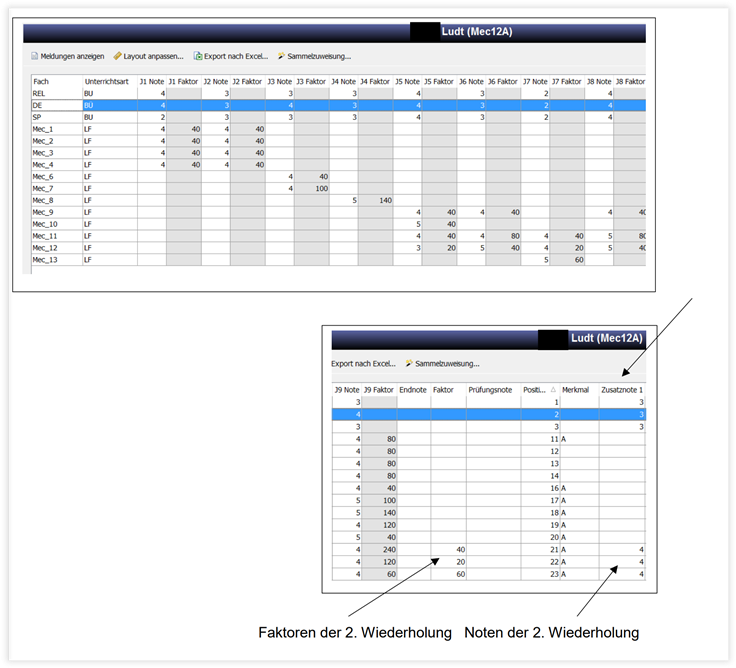 Ludt (Mec12A)
Meldungen anzeigen Layout anpassen... Export nach Excel... Sammelzuweisung...
Fach Unterrichtsart J1 Note J1 Faktor J2 Note J2 Faktor J3 Note J3 Faktor J4 Note J4 Faktor J5 Note J5 Faktor J6 Note J6 Faktor J7 Note J7 Faktor J8 Note J8 Faktor
REL BU 4 3 3 3 4 3 2 4
DE BÜ 4 3 4 3 4 3 2 4
SP BU 2 3 3 3 4 3 2 4
Mec_1 LF 4 40 4 40
Mec_2 LF 4 40 4 40
Mec_3 LF 4 40 4 40
Mec_4 LF 4 40 4 40
Mec_6 LF 4 40
Mec_7 LF 4 100
Mec_8 LF 5 140
Mec_9 LF 4 40 4 40 4 40
Mec_10 LF 5 40
Mec_11 LF 4 40 4 80 4 40 5 80
Mec_12 LF 3 20 5 40 4 20 5 40
Mec_13 LF 5 60
Ludt (Mec12A)
Export nach Excel... Sammelzuweisung...
J9 Note J9 Faktor Endnote Faktor Prüfungsnote Positi... Merkmal Zusatznote 1
3 1 3
4 2 3
3 3 3
4 80 11 A
4 80 12
4 80 13
4 80 14
4 40 16 A
5 100 17 A
5 140 18 A
4 120 19 A
5 40 20 A
4 240 40 21 A 4
4 120 20 22 A 4
4 60 60 23 A 4
Faktoren der 2. Wiederholung Noten der 2. Wiederholung